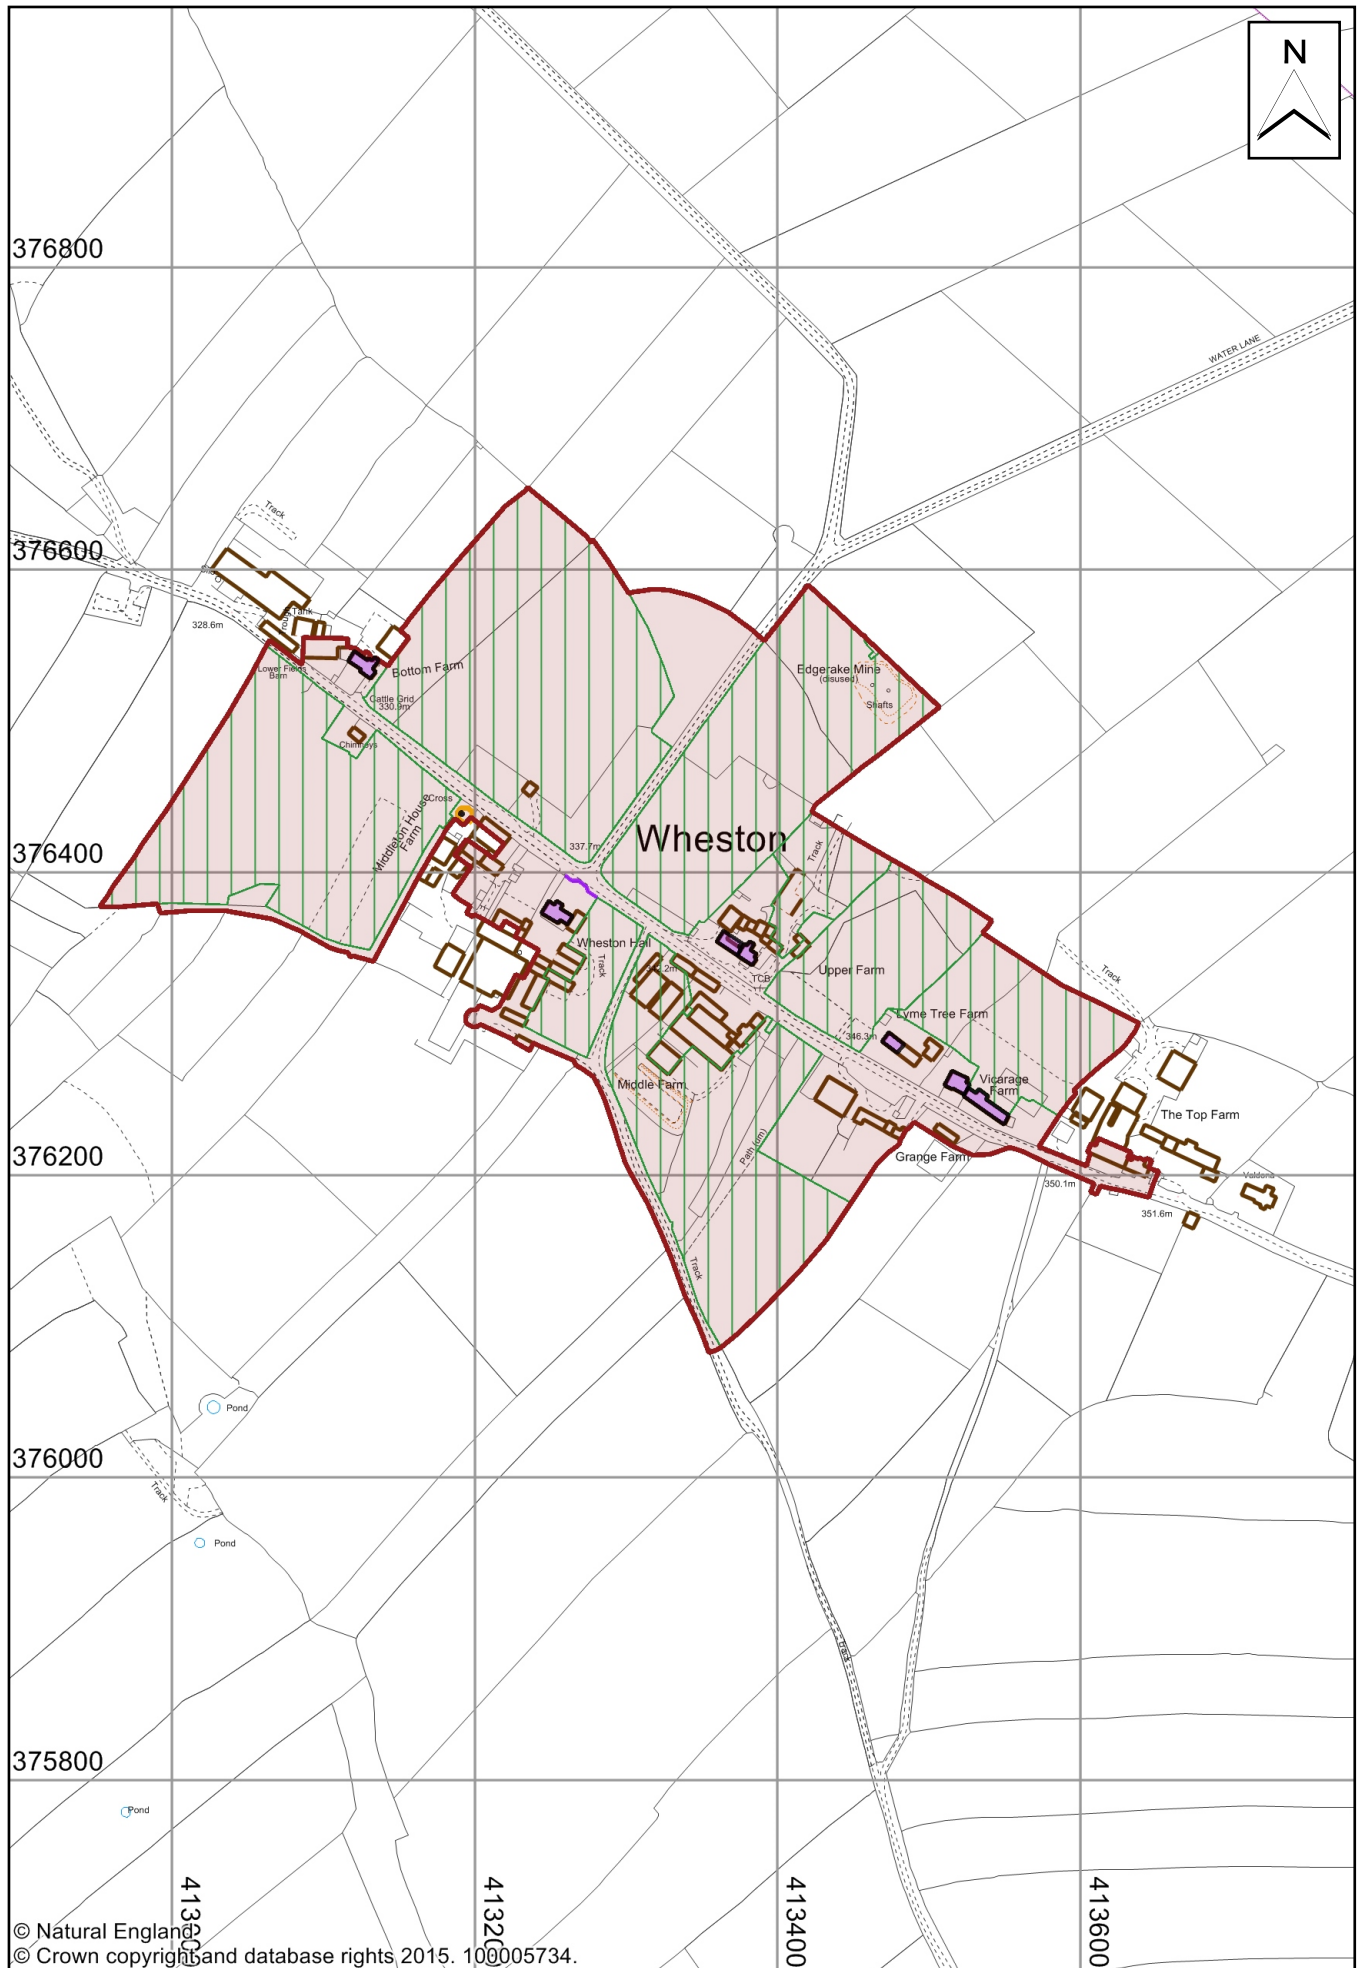 N
376800
WATER LANE
Track
376600
Tank
328.6m
Lower Fields
Barn
Bottom Farm
Cattle Grid
330.9m
Chimneys
Edgerake Mine
(disused)
Shafts
Cross
Middleton House
Farm
337.7m
Wheston
Track
376400
Wheston Hall
Track
TCB
Upper Farm
Track
Lyme Tree Farm
346.3m
Middle Farm
Vicarage
Farm
The Top Farm
Path (um)
Grange Farm
376200
350.1m
351.6m
Track
Pond
376000
Track
Pond
Track
375800
Pond
413200
413400
413600
© Natural England
© Crown copyright and database rights 2015. 100005734.